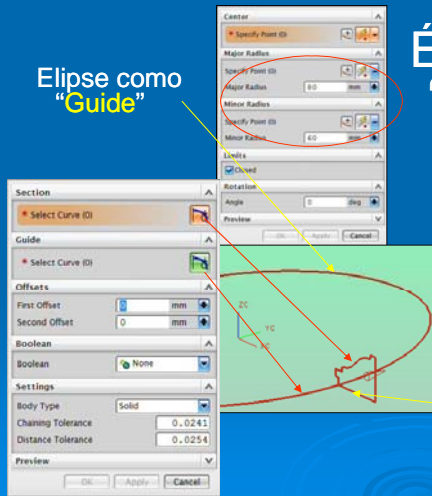 Center
* Specify Point (0)
Major Radius
Specify Point (0)
Major Radius 80 mm
Minor Radius
Specify Point (0)
Minor Radius 60 mm
Limits
Closed
Rotation
Angle 0 deg
Preview
OK Apply Cancel
É
“
Elipse como
“Guide”
Section
* Select Curve (0)
Guide
* Select Curve (0)
Offsets
First Offset 0 mm
Second Offset 0 mm
Boolean
Boolean None
Settings
Body Type Solid
Chaining Tolerance 0.0241
Distance Tolerance 0.0254
Preview
OK Apply Cancel
ZC
YC
XC